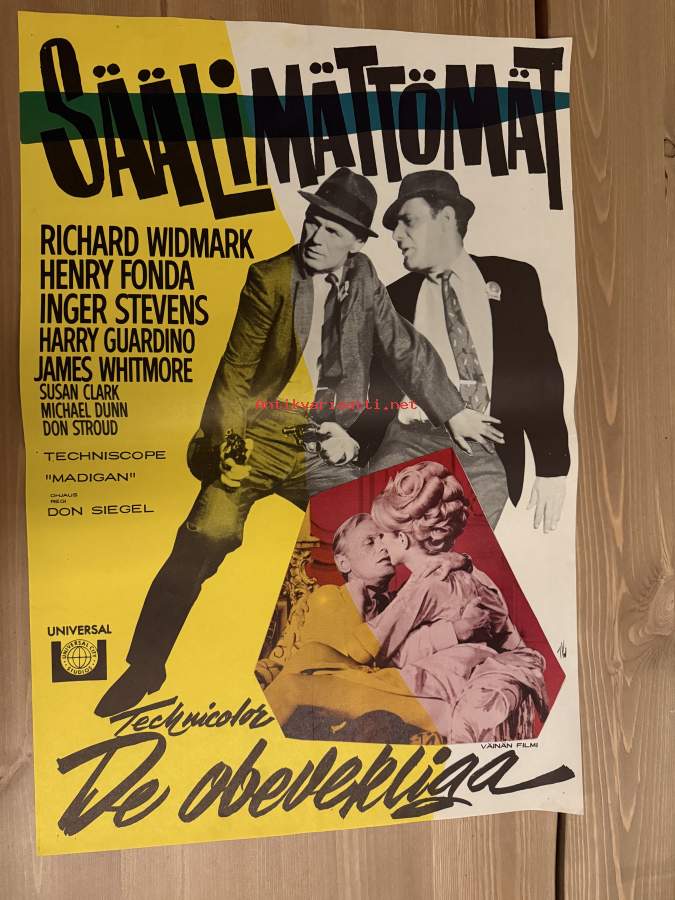 SÄÄLIMÄTTÖMÄT
RICHARD WIDMARK
HENRY FONDA
INGER STEVENS
HARRY GUARDINO
JAMES WHITMORE
SUSAN CLARK
MICHAEL DUNN
DON STROUD
TECHNISCOPE
"MADIGAN"
OHJAUS
REGI
DON SIEGEL
Antikvariaatti.net
UNIVERSAL
UNIVERSAL CITY STUDIOS
Technicolor
VÄINÄN FILMI
De obevekliga